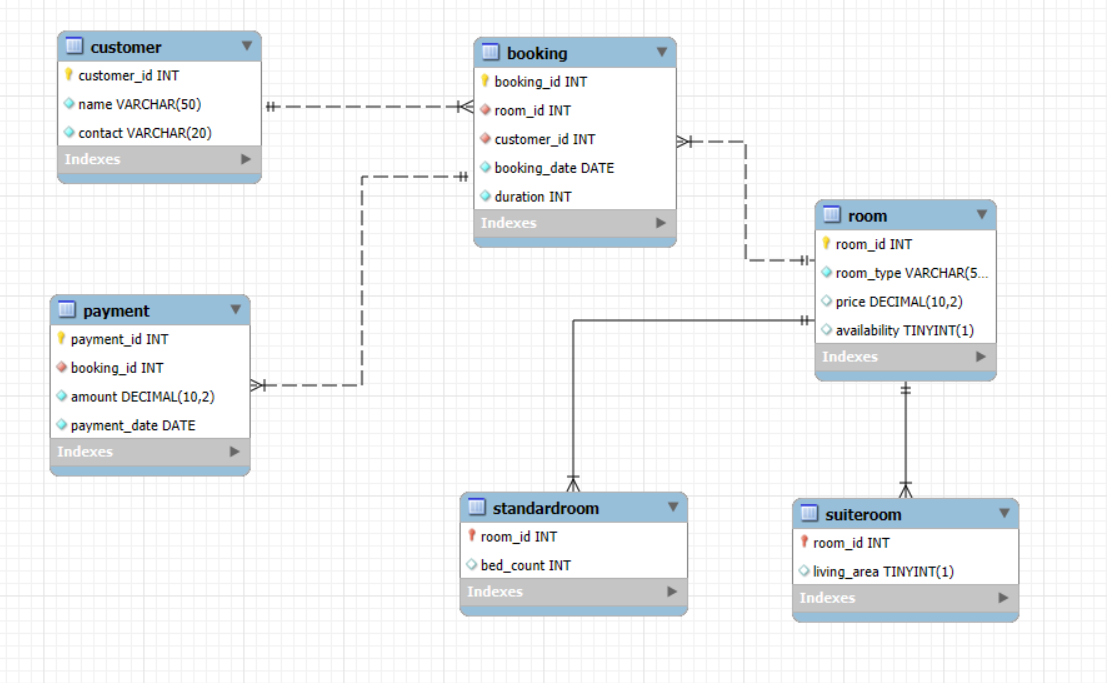 customer
customer_id INT
name VARCHAR(50)
contact VARCHAR(20)
Indexes
booking
booking_id INT
room_id INT
customer_id INT
booking_date DATE
duration INT
Indexes
room
room_id INT
room_type VARCHAR(5...
price DECIMAL(10,2)
availability TINYINT(1)
Indexes
payment
payment_id INT
booking_id INT
amount DECIMAL(10,2)
payment_date DATE
Indexes
standardroom
room_id INT
bed_count INT
Indexes
suiteroom
room_id INT
living_area TINYINT(1)
Indexes